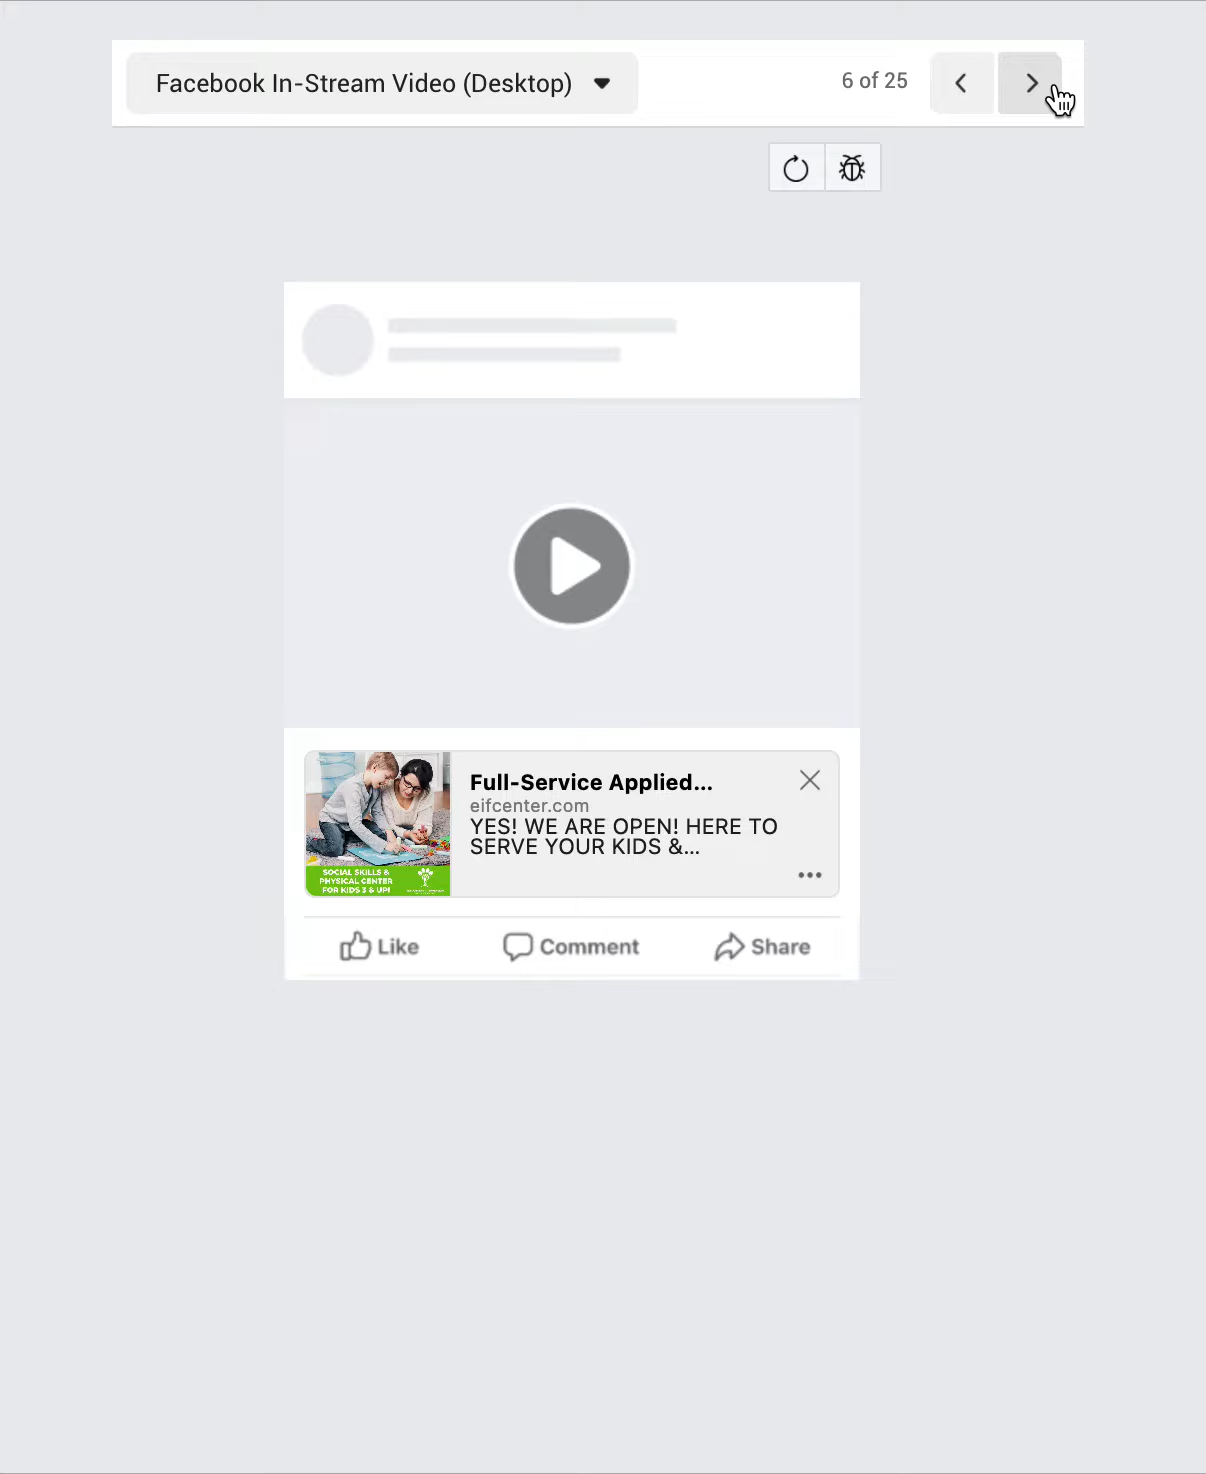 Facebook In-Stream Video (Desktop)
6 of 25
Full-Service Applied...
eifcenter.com
YES! WE ARE OPEN! HERE TO
SERVE YOUR KIDS &...
SOCIAL SKILLS &
PHYSICAL CENTER
FOR KIDS 3 & UP!
Like
Comment
Share